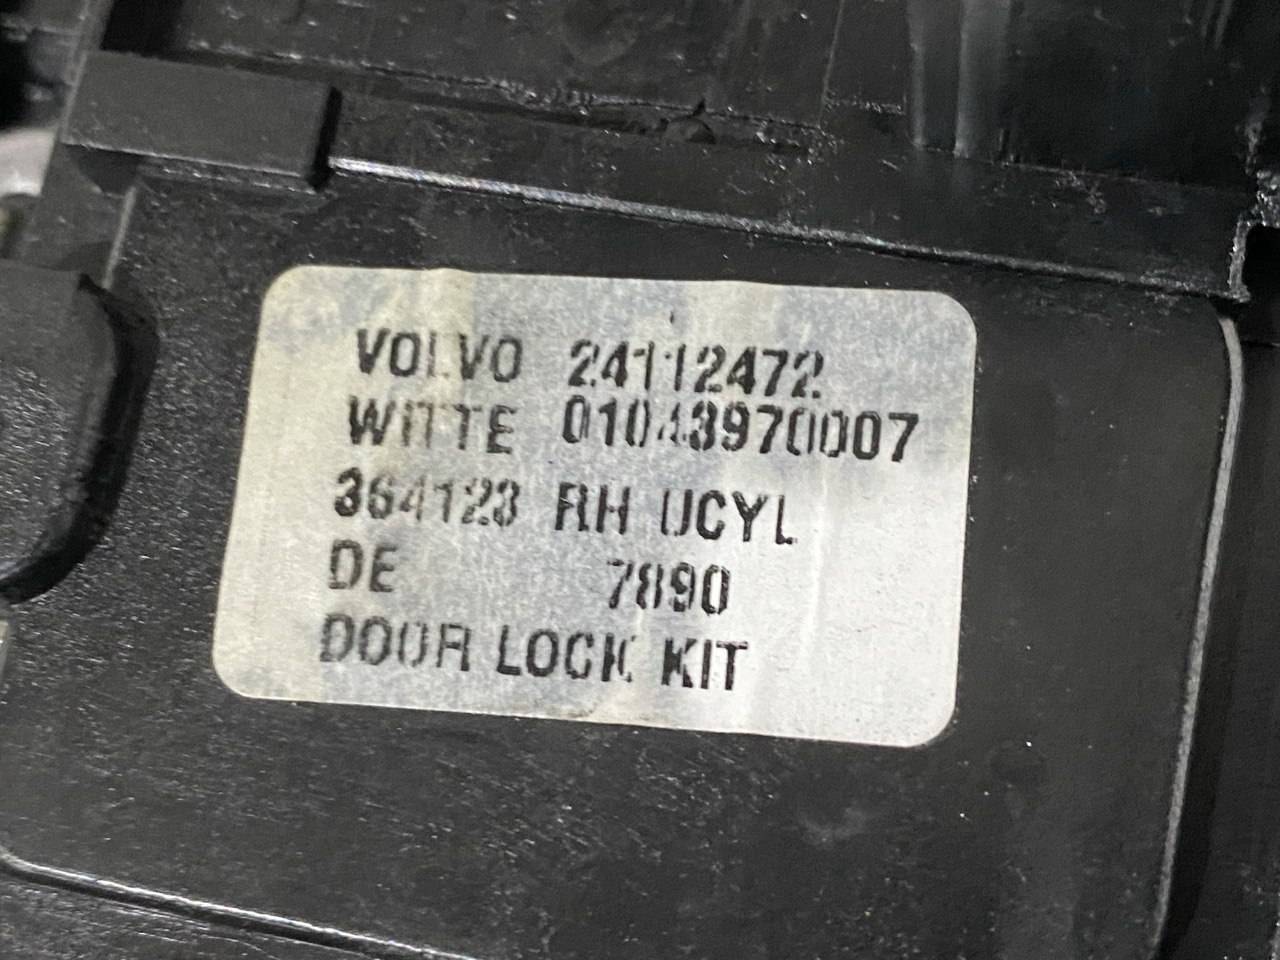 VOLVO 24112472
WITTE 01043970007
364123 RH UCYL
DE 7890
DOOR LOCK KIT